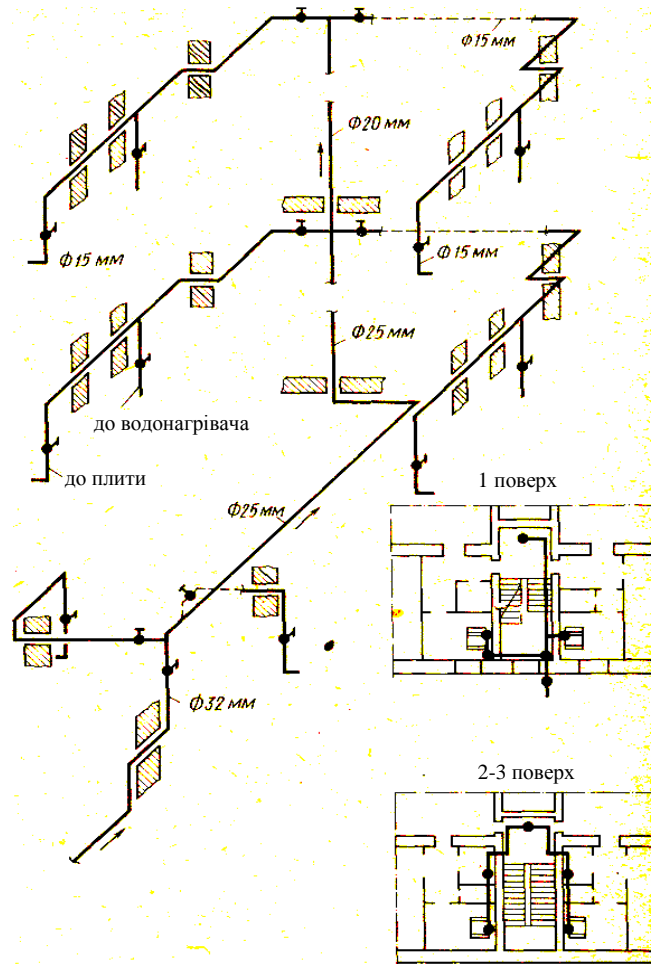 Ф15 мм
Ф20 мм
Ф15 мм
Ф15 мм
Ф25 мм
до водонагрівача
до плити
1 поверх
Ф25 мм
Ф32 мм
2-3 поверх